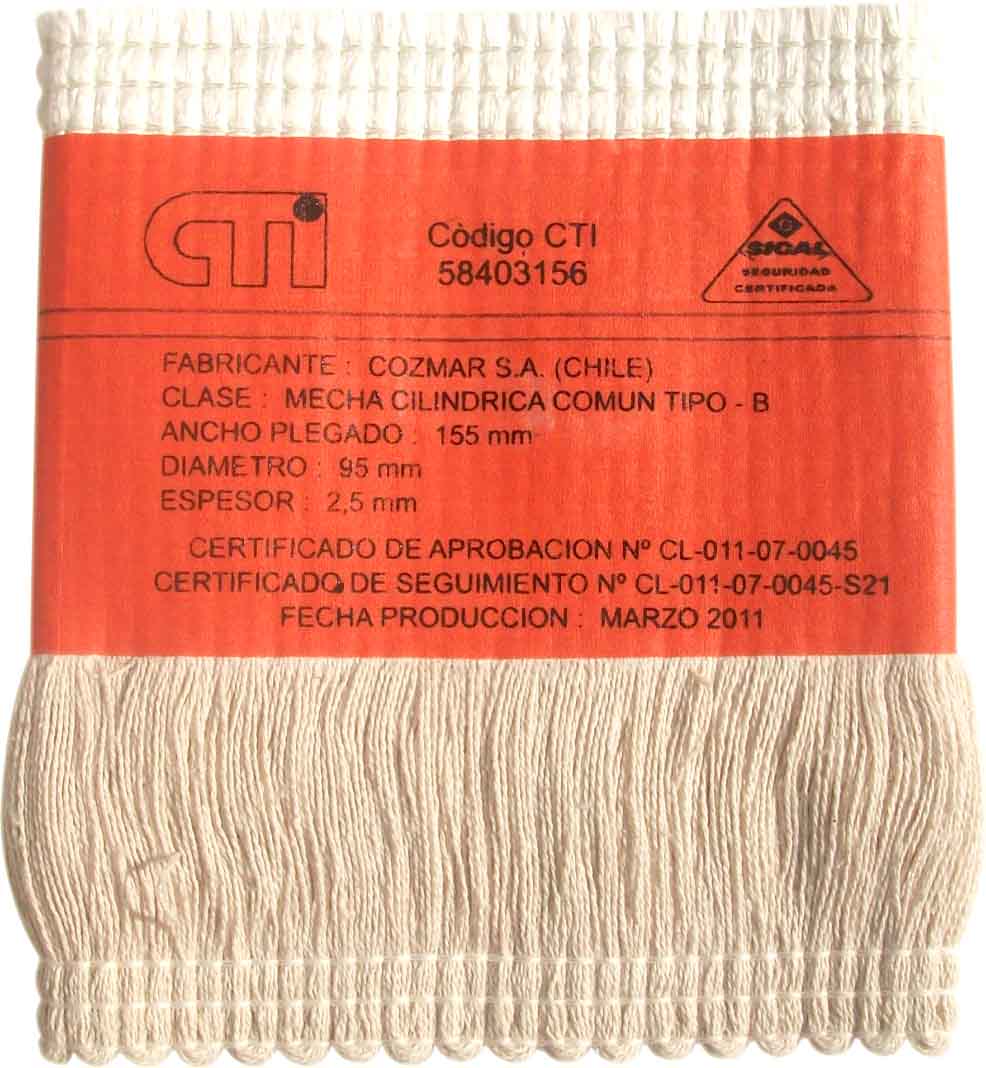 CTI
Còdigo CTI
58403156
SICAL
SEGURIDAD
CERTIFICADA
FABRICANTE : COZMAR S.A. (CHILE)
CLASE : MECHA CILINDRICA COMUN TIPO - B
ANCHO PLEGADO : 155 mm
DIAMETRO : 95 mm
ESPESOR : 2,5 mm
CERTIFICADO DE APROBACION Nº CL-011-07-0045
CERTIFICADO DE SEGUIMIENTO Nº CL-011-07-0045-S21
FECHA PRODUCCION : MARZO 2011